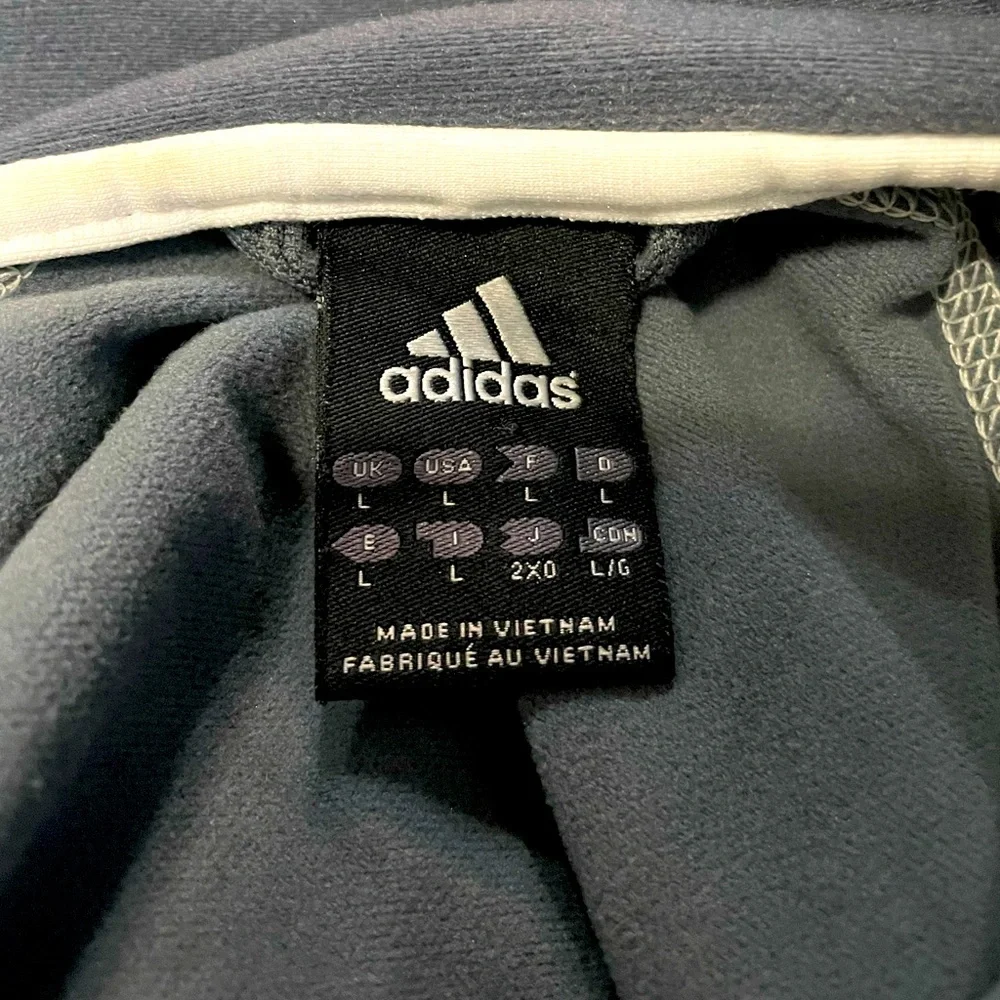 adidas
UK USA F D
L L L L
E I J CDN
L L 2XO L/G
MADE IN VIETNAM
FABRIQUÉ AU VIETNAM